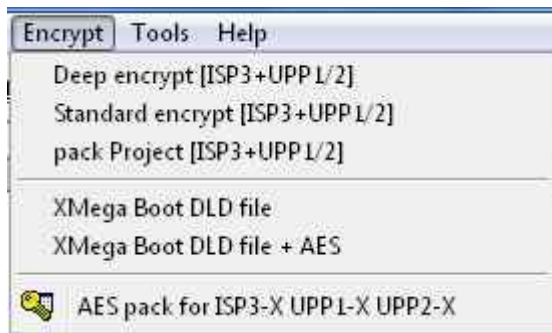 Encrypt Tools Help
Deep encrypt [ISP3+UPP1/2]
Standard encrypt [ISP3+UPP1/2]
pack Project [ISP3+UPP1/2]
XMega Boot DLD file
XMega Boot DLD file + AES
AES pack for ISP3-X UPP1-X UPP2-X